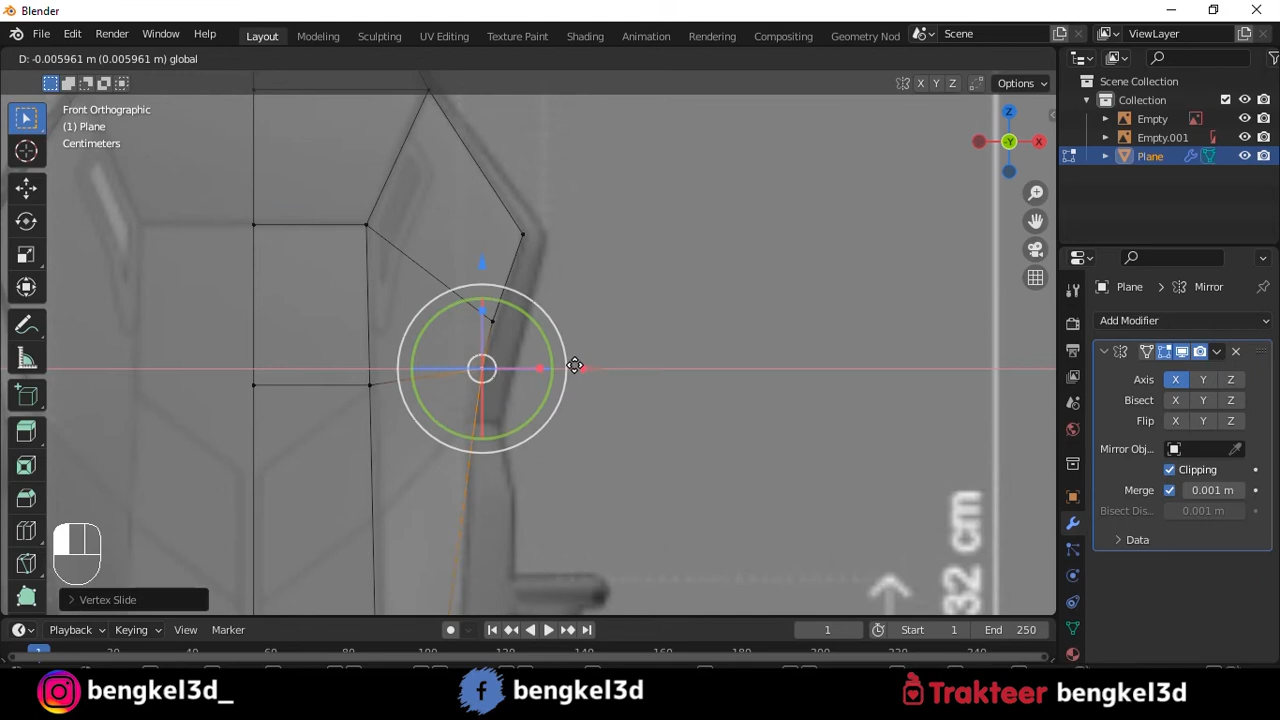 Blender
File Edit Render Window Help
Layout Modeling Sculpting UV Editing Texture Paint Shading Animation Rendering Compositing Geometry Nod
Scene
ViewLayer
D: -0.005961 m (0.005961 m) global
X Y Z
Options
Front Orthographic
(1) Plane
Centimeters
Z
X
-Y
32 cm
Vertex Slide
Scene Collection
Collection
Empty
Empty.001
Plane
Plane > Mirror
Add Modifier
Axis X Y Z
Bisect X Y Z
Flip X Y Z
Mirror Obj...
Clipping
Merge 0.001 m
Bisect Dis... 0.001 m
Data
Playback Keying View Marker
1
Start 1 End 250
bengkel3d_
bengkel3d
Trakteer bengkel3d